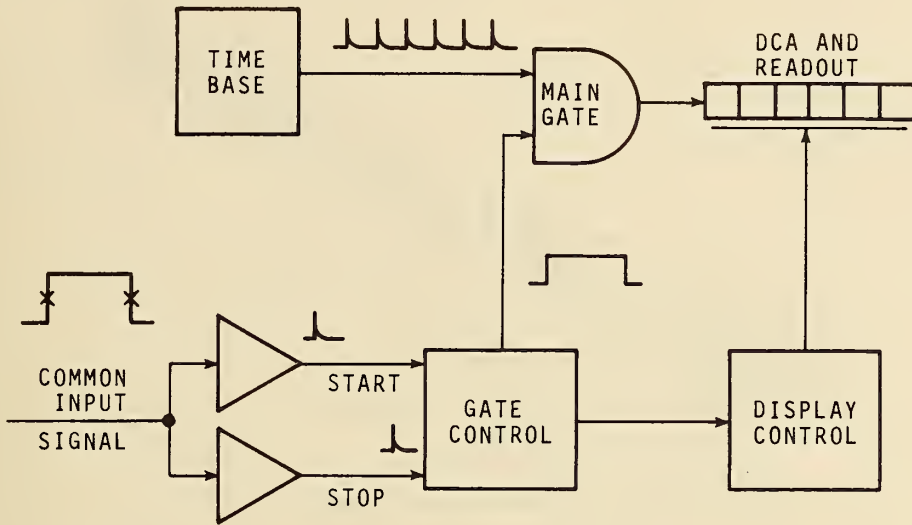 TIME
BASE
MAIN
GATE
DCA AND
READOUT
COMMON
INPUT
SIGNAL
START
STOP
GATE
CONTROL
DISPLAY
CONTROL